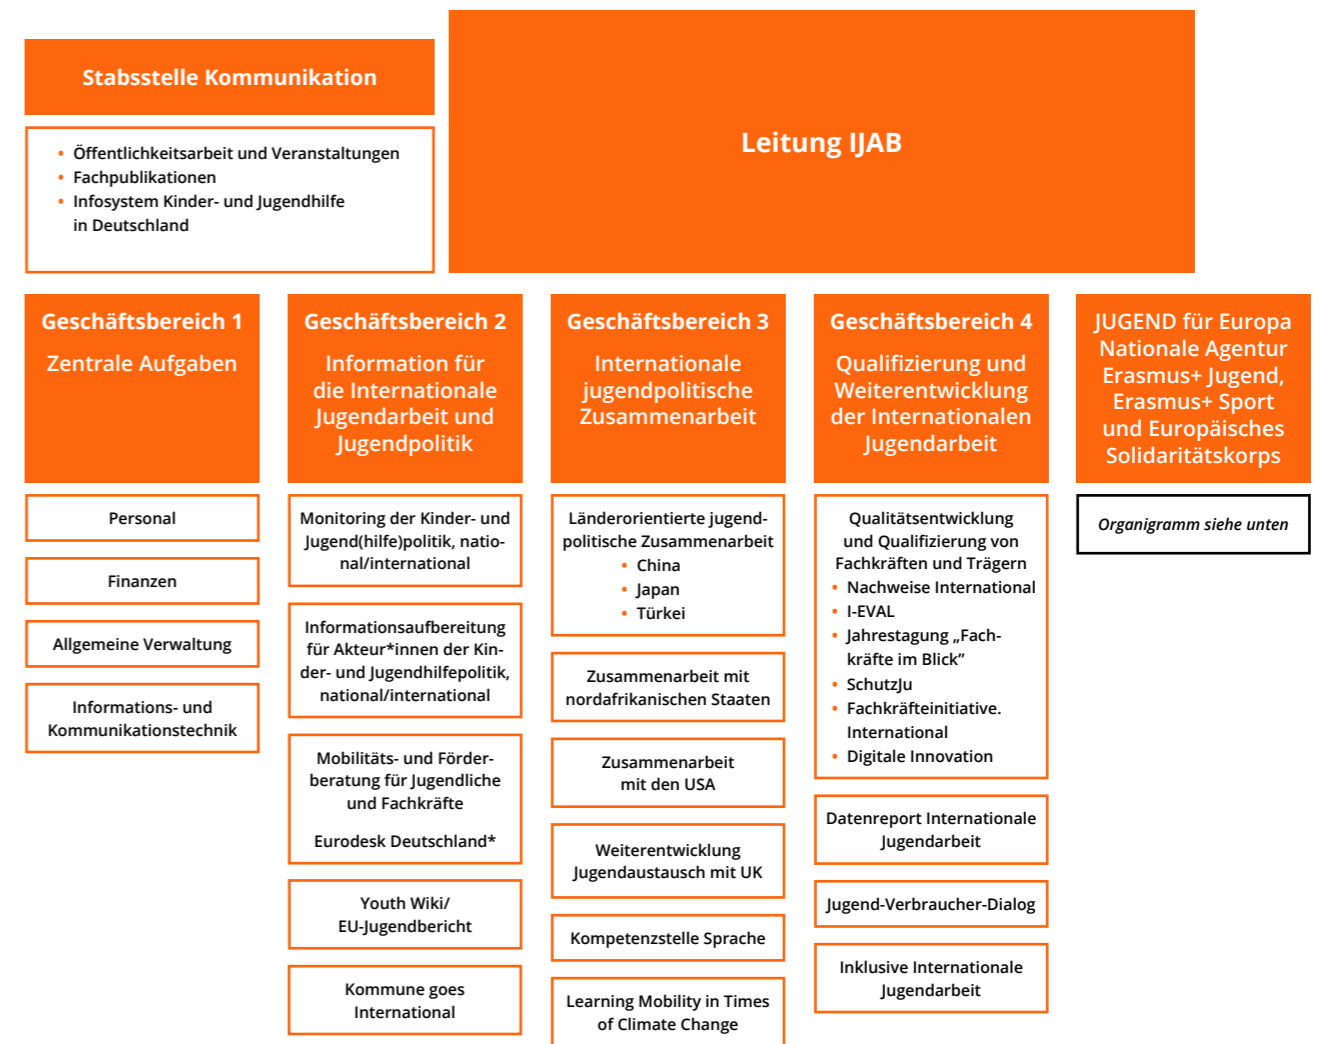 Stabsstelle Kommunikation
• Öffentlichkeitsarbeit und Veranstaltungen
• Fachpublikationen
• Infosystem Kinder- und Jugendhilfe
in Deutschland
Leitung IJAB
Geschäftsbereich 1
Zentrale Aufgaben
Personal
Finanzen
Allgemeine Verwaltung
Informations- und
Kommunikationstechnik
Geschäftsbereich 2
Information für
die Internationale
Jugendarbeit und
Jugendpolitik
Monitoring der Kinder- und
Jugend(hilfe)politik, natio-
nal/international
Informationsaufbereitung
für Akteur*innen der Kin-
der- und Jugendhilfepolitik,
national/international
Mobilitäts- und Förder-
beratung für Jugendliche
und Fachkräfte
Eurodesk Deutschland*
Youth Wiki/
EU-Jugendbericht
Kommune goes
International
Geschäftsbereich 3
Internationale
jugendpolitische
Zusammenarbeit
Länderorientierte jugend-
politische Zusammenarbeit
• China
• Japan
• Türkei
Zusammenarbeit mit
nordafrikanischen Staaten
Zusammenarbeit
mit den USA
Weiterentwicklung
Jugendaustausch mit UK
Kompetenzstelle Sprache
Learning Mobility in Times
of Climate Change
Geschäftsbereich 4
Qualifizierung und
Weiterentwicklung
der Internationalen
Jugendarbeit
Qualitätsentwicklung
und Qualifizierung von
Fachkräften und Trägern
• Nachweise International
• I-EVAL
• Jahrestagung „Fach-
kräfte im Blick”
• SchutzJu
• Fachkräfteinitiative.
International
• Digitale Innovation
Datenreport Internationale
Jugendarbeit
Jugend-Verbraucher-Dialog
Inklusive Internationale
Jugendarbeit
JUGEND für Europa
Nationale Agentur
Erasmus+ Jugend,
Erasmus+ Sport
und Europäisches
Solidaritätskorps
Organigramm siehe unten